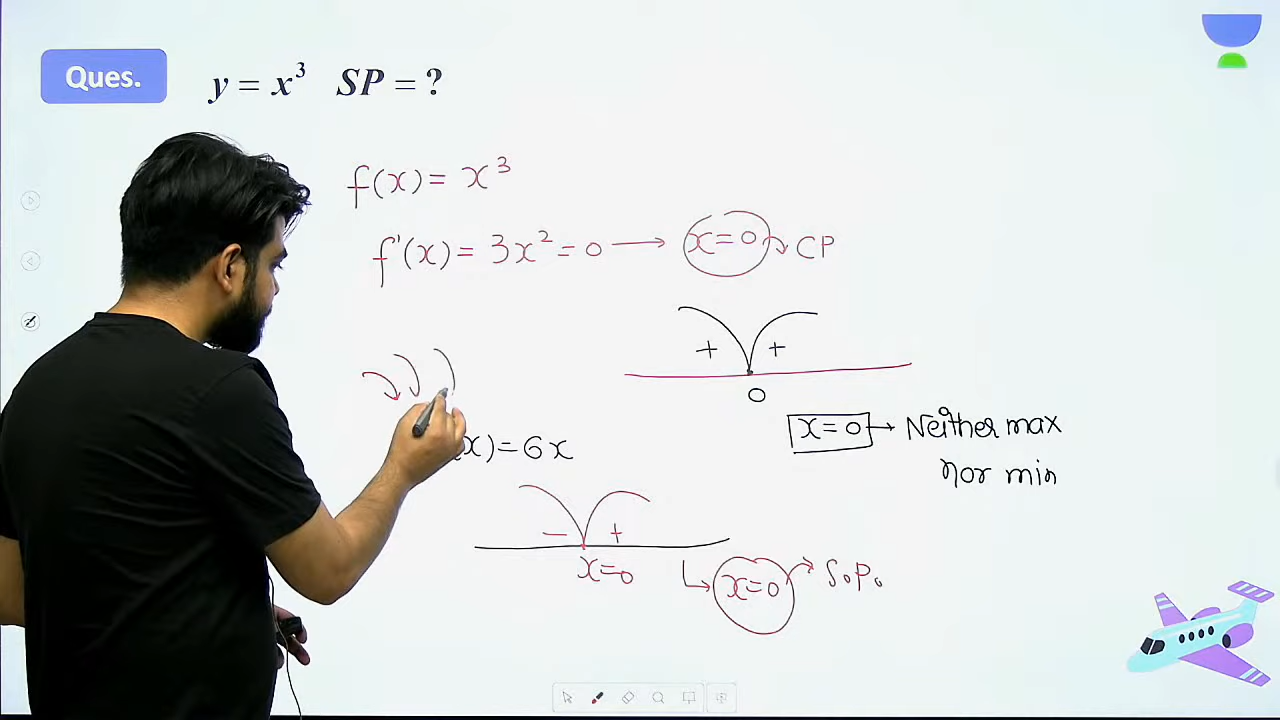 Ques. y = x³ SP = ?
f(x) = x³
f'(x) = 3x² = 0 → x=0 → CP
+ +
0
x=0 → Neither max
nor min
(x) = 6x
− +
x=0
x=0 → S.P.